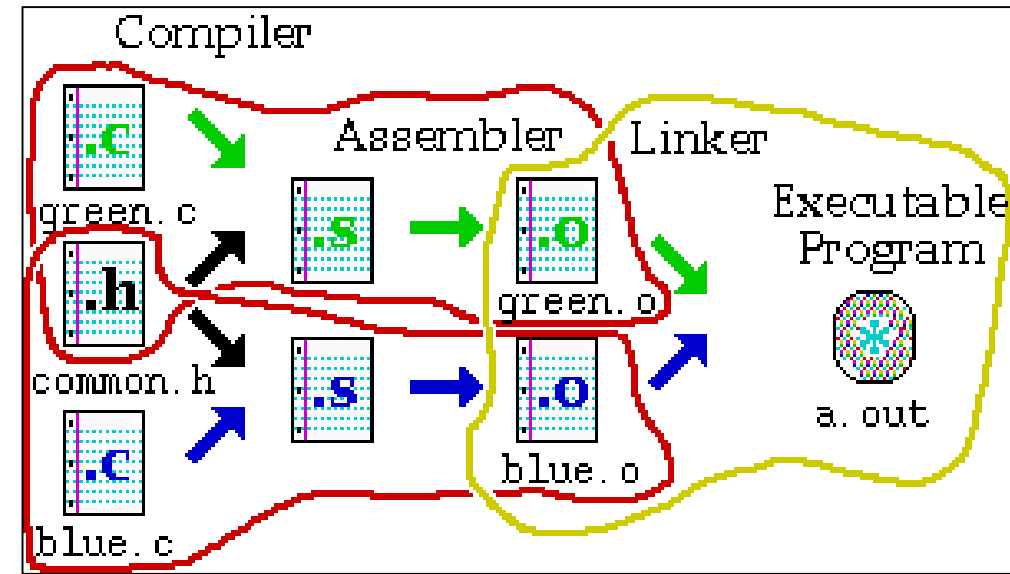 Compiler
Assembler
Linker
Executable
Program
.c
green.c
.s
.o
green.o
.h
common.h
.s
.o
a.out
.c
blue.o
blue.c